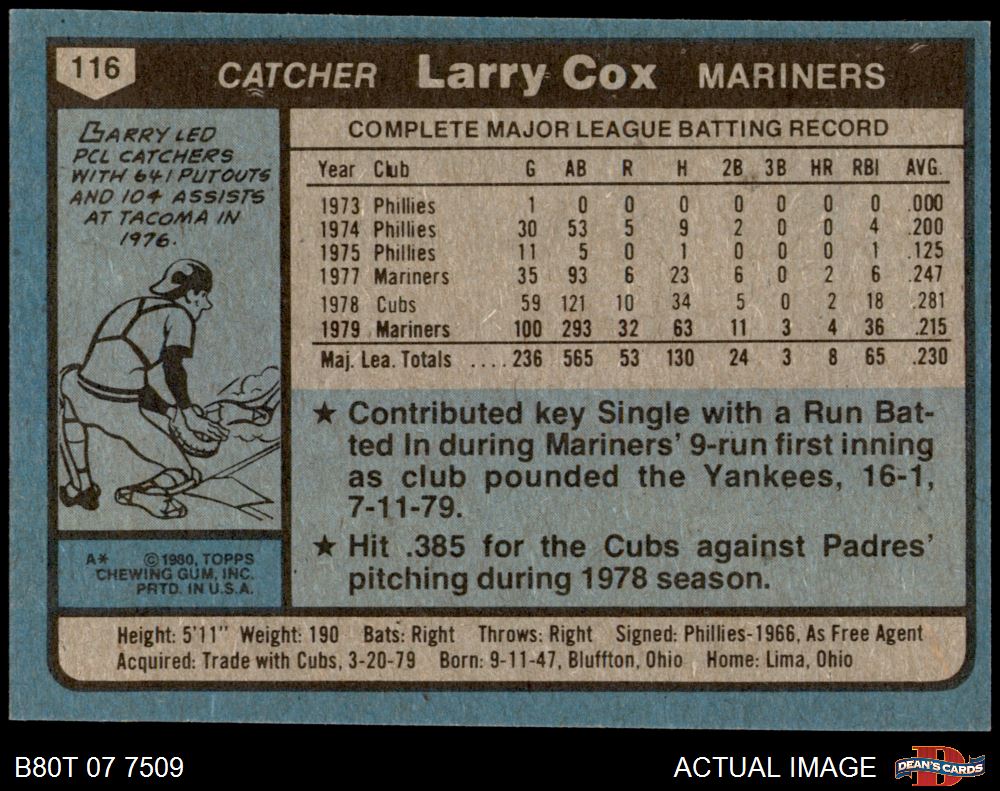 116 CATCHER Larry Cox MARINERS
LARRY LED
PCL CATCHERS
WITH 641 PUTOUTS
AND 104 ASSISTS
AT TACOMA IN
1976.
COMPLETE MAJOR LEAGUE BATTING RECORD
Year Club G AB R H 2B 3B HR RBI AVG.
1973 Phillies 1 0 0 0 0 0 0 0 .000
1974 Phillies 30 53 5 9 2 0 0 4 .200
1975 Phillies 11 5 0 1 0 0 0 1 .125
1977 Mariners 35 93 6 23 6 0 2 6 .247
1978 Cubs 59 121 10 34 5 0 2 18 .281
1979 Mariners 100 293 32 63 11 3 4 36 .215
Maj. Lea. Totals .... 236 565 53 130 24 3 8 65 .230
★ Contributed key Single with a Run Bat-
ted In during Mariners' 9-run first inning
as club pounded the Yankees, 16-1,
7-11-79.
★ Hit .385 for the Cubs against Padres'
pitching during 1978 season.
A* ©1980, TOPPS
CHEWING GUM, INC.
PRTD. IN U.S.A.
Height: 5'11" Weight: 190 Bats: Right Throws: Right Signed: Phillies-1966, As Free Agent
Acquired: Trade with Cubs, 3-20-79 Born: 9-11-47, Bluffton, Ohio Home: Lima, Ohio
B80T 07 7509 ACTUAL IMAGE DEAN'S CARDS